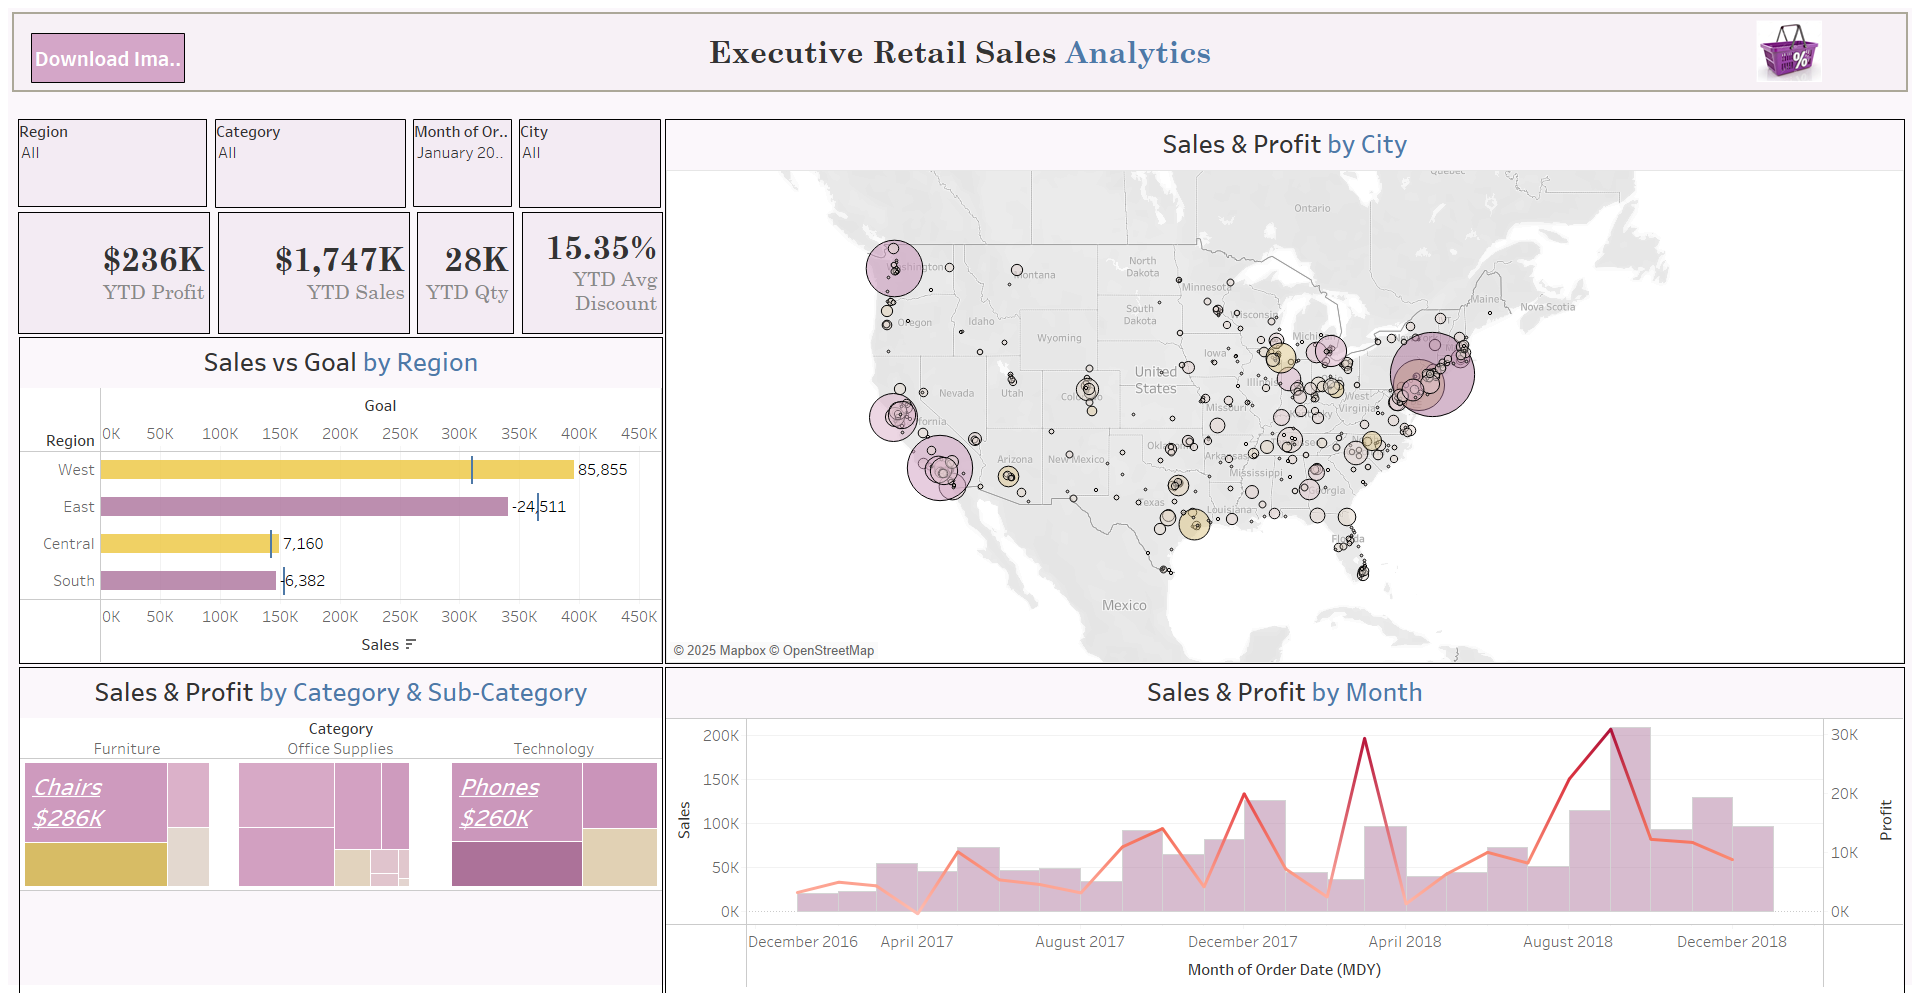 Download Ima..
Executive Retail Sales Analytics
%
Region
All
Category
All
Month of Or..
January 20..
City
All
$236K
YTD Profit
$1,747K
YTD Sales
28K
YTD Qty
15.35%
YTD Avg
Discount
Sales vs Goal by Region
Goal
Region
0K 50K 100K 150K 200K 250K 300K 350K 400K 450K
West 85,855
East -24,511
Central 7,160
South -6,382
0K 50K 100K 150K 200K 250K 300K 350K 400K 450K
Sales
Sales & Profit by City
Ontario
Montana
North
Dakota
Minnesota
Maine
Nova Scotia
Oregon
Idaho
South
Dakota
Wisconsin
Wyoming
Iowa
Nevada
Utah
United
States
Illinois
West
Virginia
Missouri
Arizona
New Mexico
Arkansas
Mississippi
Georgia
Texas
Louisiana
Florida
Mexico
© 2025 Mapbox © OpenStreetMap
Sales & Profit by Category & Sub-Category
Category
Furniture Office Supplies Technology
Chairs
$286K
Phones
$260K
Sales & Profit by Month
Sales
200K
150K
100K
50K
0K
30K
20K
10K
0K
Profit
December 2016 April 2017 August 2017 December 2017 April 2018 August 2018 December 2018
Month of Order Date (MDY)